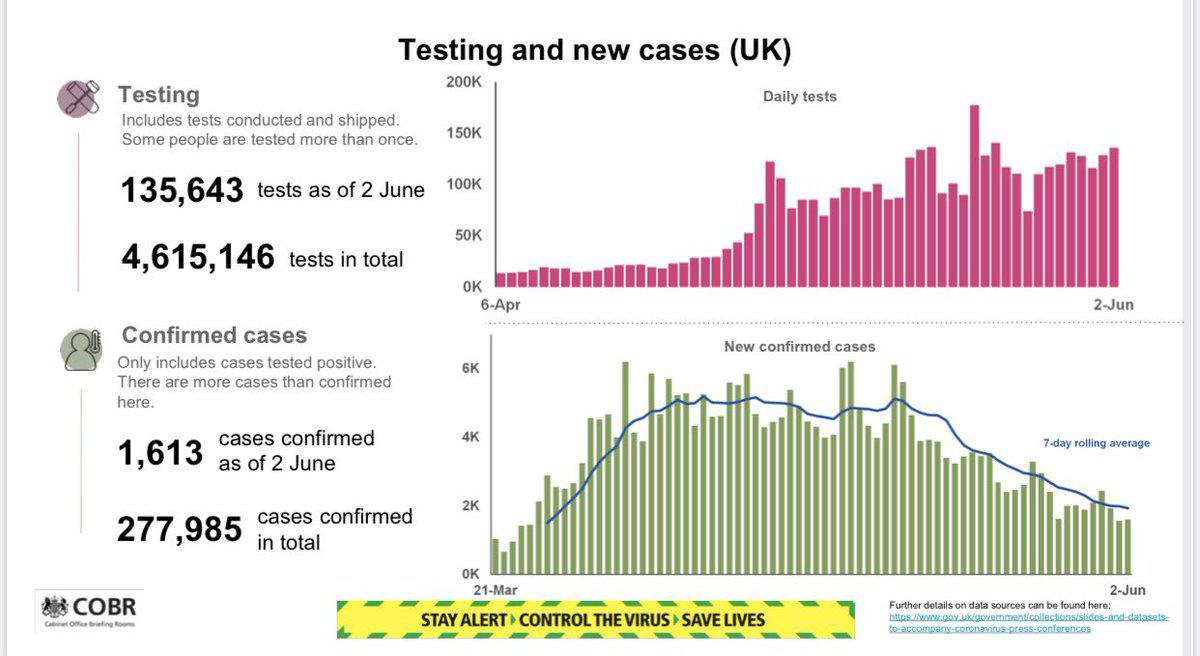 Testing and new cases (UK)
Testing
Includes tests conducted and shipped.
Some people are tested more than once.
135,643 tests as of 2 June
4,615,146 tests in total
Daily tests
200K
150K
100K
50K
0K
6-Apr
2-Jun
Confirmed cases
Only includes cases tested positive.
There are more cases than confirmed
here.
1,613 cases confirmed
as of 2 June
277,985 cases confirmed
in total
New confirmed cases
6K
4K
2K
0K
7-day rolling average
21-Mar
2-Jun
COBR
Cabinet Office Briefing Rooms
STAY ALERT CONTROL THE VIRUS SAVE LIVES
Further details on data sources can be found here:
https://www.gov.uk/government/collections/slides-and-datasets-
to-accompany-coronavirus-press-conferences